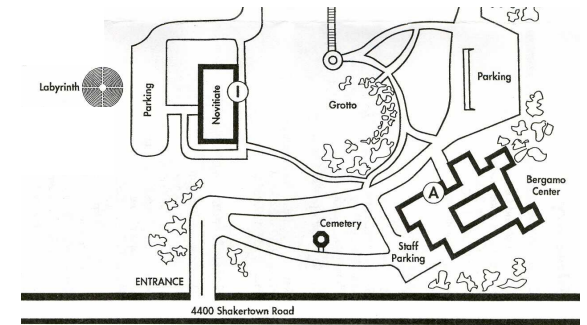 Labyrinth
Parking
Novitiate
I
Grotto
Parking
Bergamo
Center
A
Cemetery
Staff
Parking
ENTRANCE
4400 Shakertown Road